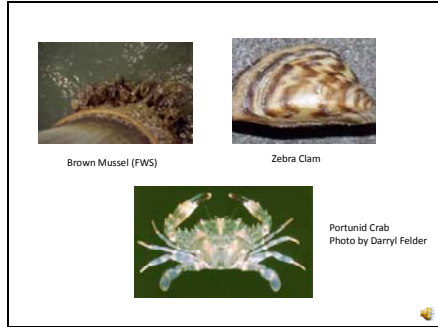 Brown Mussel (FWS)
Zebra Clam
Portunid Crab
Photo by Darryl Felder